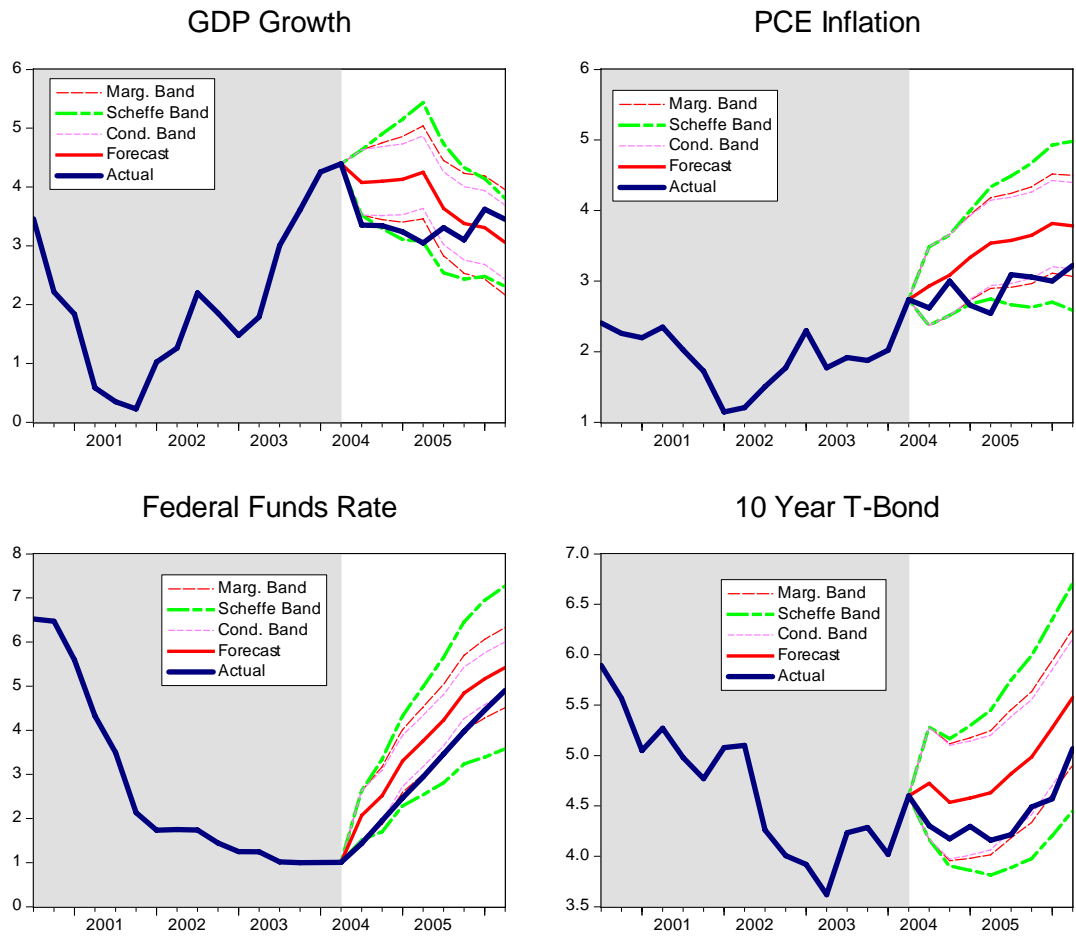 GDP Growth
6
5
4
3
2
1
0
Marg. Band
Scheffe Band
Cond. Band
Forecast
Actual
2001 2002 2003 2004 2005
PCE Inflation
6
5
4
3
2
1
Marg. Band
Scheffe Band
Cond. Band
Forecast
Actual
2001 2002 2003 2004 2005
Federal Funds Rate
8
7
6
5
4
3
2
1
0
Marg. Band
Scheffe Band
Cond. Band
Forecast
Actual
2001 2002 2003 2004 2005
10 Year T-Bond
7.0
6.5
6.0
5.5
5.0
4.5
4.0
3.5
Marg. Band
Scheffe Band
Cond. Band
Forecast
Actual
2001 2002 2003 2004 2005